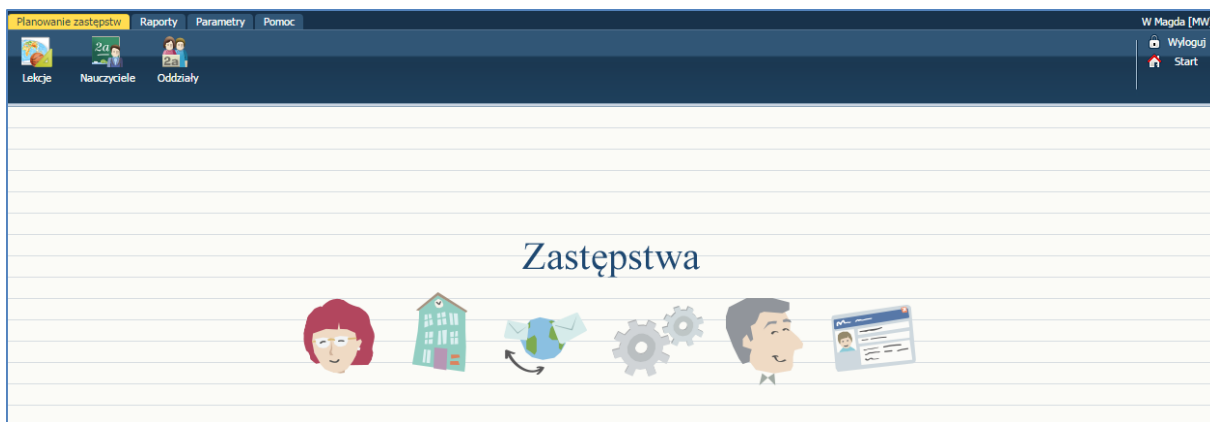 Planowanie zastępstw Raporty Parametry Pomoc W Magda [MW
Wyloguj
Start
2a
2a
Lekcje Nauczyciele Oddziały
Zastępstwa